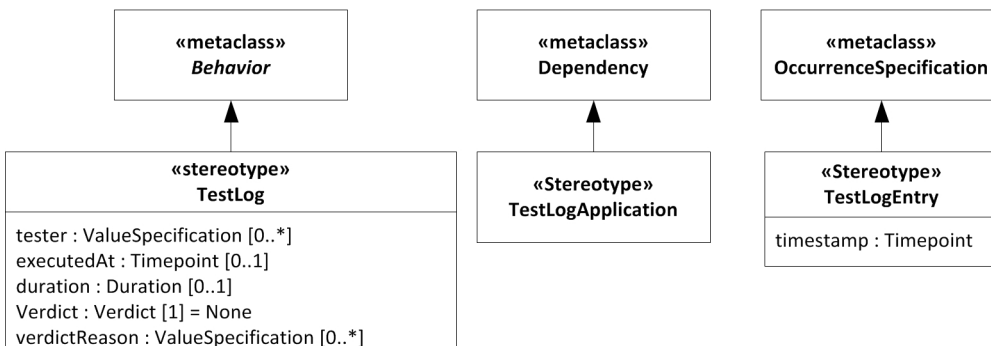 «metaclass»
Behavior
«metaclass»
Dependency
«metaclass»
OccurrenceSpecification
«stereotype»
TestLog
tester : ValueSpecification [0..*]
executedAt : Timepoint [0..1]
duration : Duration [0..1]
Verdict : Verdict [1] = None
verdictReason : ValueSpecification [0..*]
«Stereotype»
TestLogApplication
«Stereotype»
TestLogEntry
timestamp : Timepoint